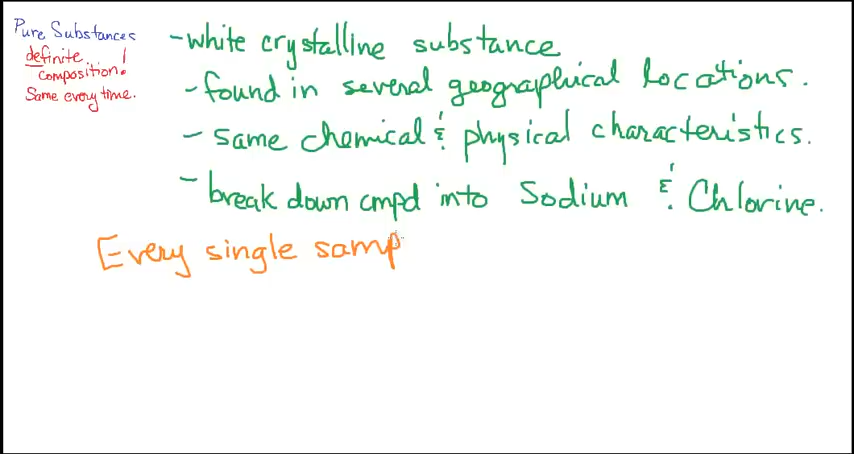 Pure Substances
definite
composition!
Same every time.
-white crystalline substance
-found in several geographical locations.
- same chemical & physical characteristics.
- break down cmpd into Sodium & Chlorine.
Every single samp